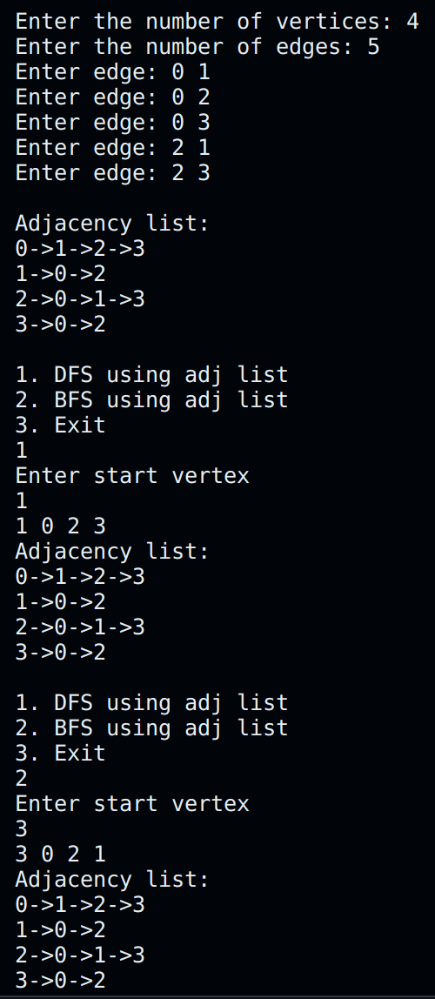 Enter the number of vertices: 4
Enter the number of edges: 5
Enter edge: 0 1
Enter edge: 0 2
Enter edge: 0 3
Enter edge: 2 1
Enter edge: 2 3
Adjacency list:
0->1->2->3
1->0->2
2->0->1->3
3->0->2
1. DFS using adj list
2. BFS using adj list
3. Exit
1
Enter start vertex
1
1 0 2 3
Adjacency list:
0->1->2->3
1->0->2
2->0->1->3
3->0->2
1. DFS using adj list
2. BFS using adj list
3. Exit
2
Enter start vertex
3
3 0 2 1
Adjacency list:
0->1->2->3
1->0->2
2->0->1->3
3->0->2